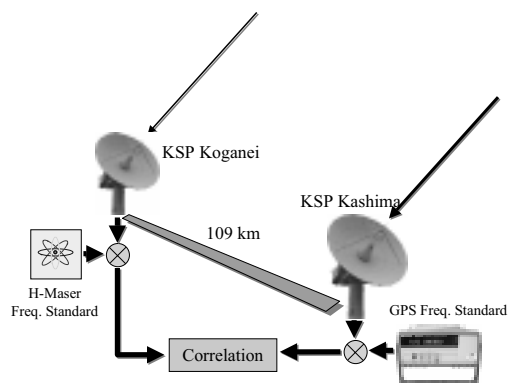 KSP Koganei
KSP Kashima
109 km
H-Maser
Freq. Standard
GPS Freq. Standard
Correlation